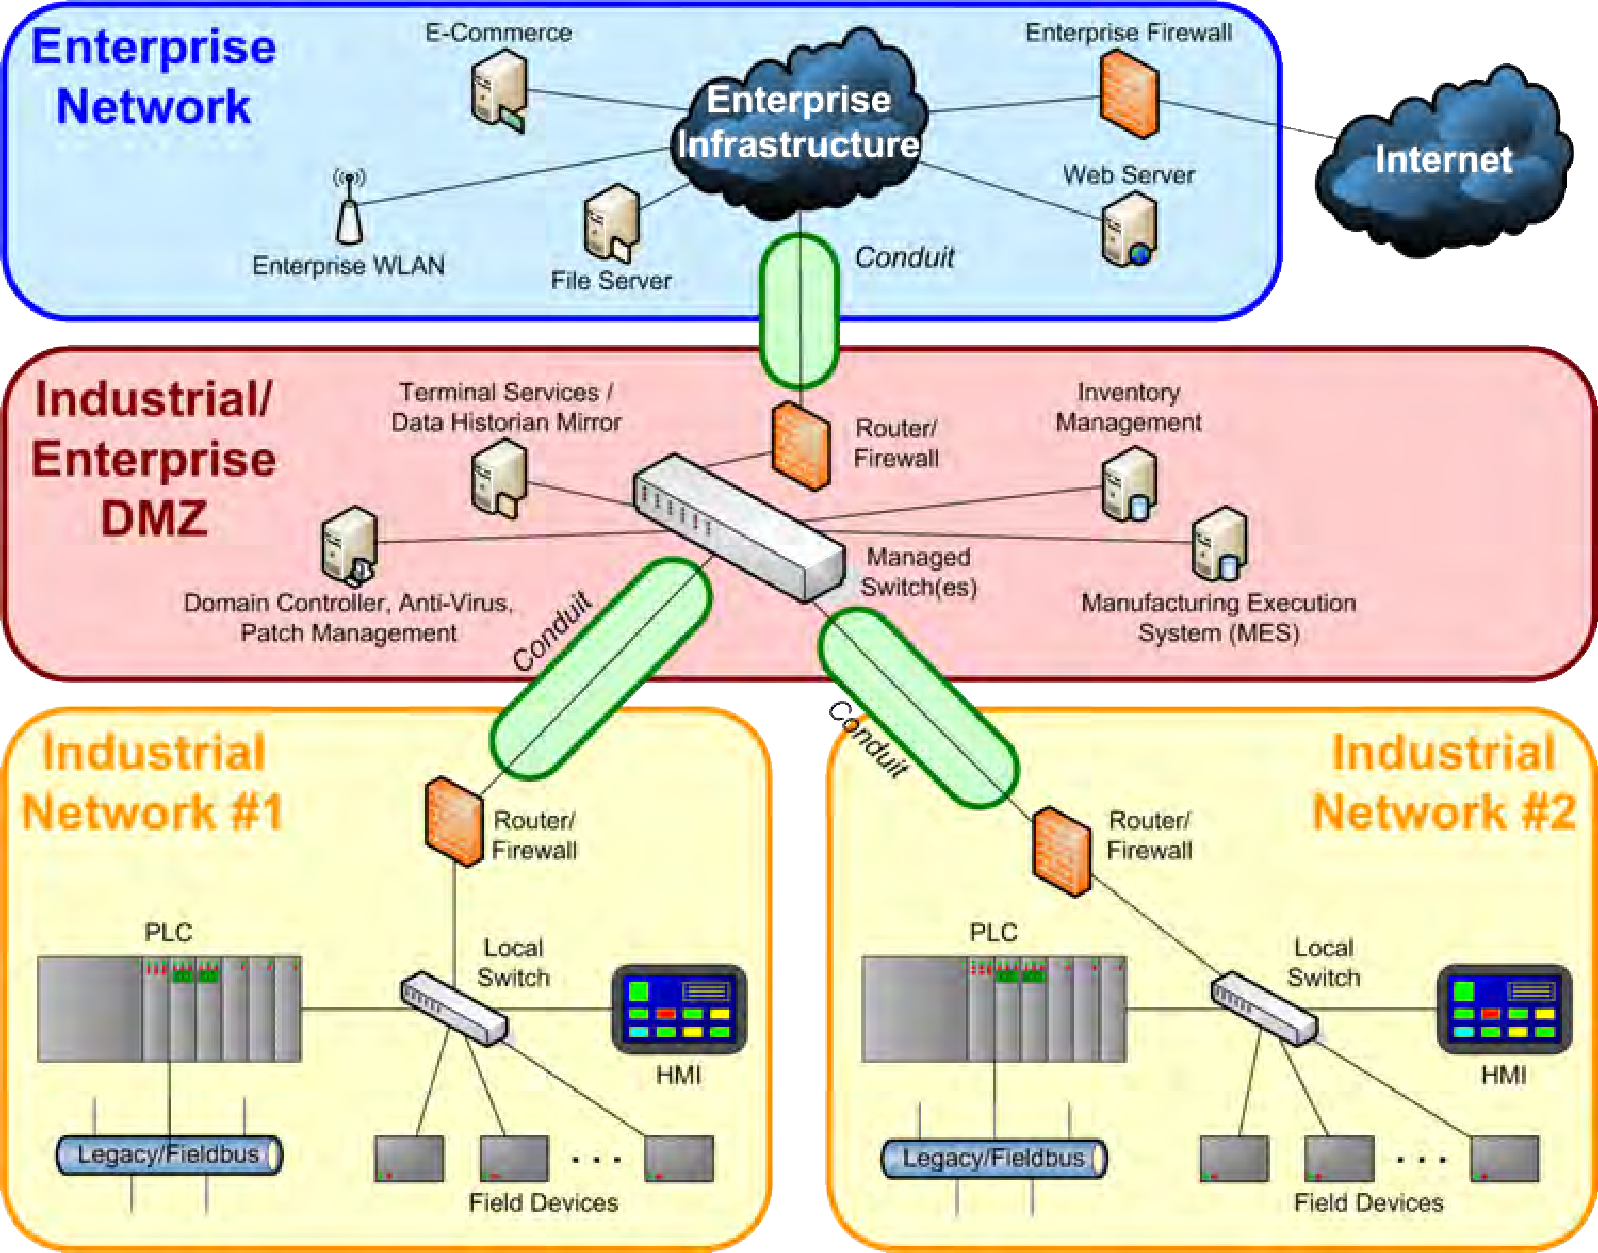 Enterprise
Network
E-Commerce
Enterprise
Infrastructure
Enterprise Firewall
Internet
Web Server
Enterprise WLAN
File Server
Conduit
Industrial/
Enterprise
DMZ
Terminal Services /
Data Historian Mirror
Router/
Firewall
Inventory
Management
Managed
Switch(es)
Domain Controller, Anti-Virus,
Patch Management
Manufacturing Execution
System (MES)
Conduit
Conduit
Industrial
Network #1
Router/
Firewall
PLC
Local
Switch
HMI
Legacy/Fieldbus
. . .
Field Devices
Industrial
Network #2
Router/
Firewall
PLC
Local
Switch
HMI
Legacy/Fieldbus
. . .
Field Devices